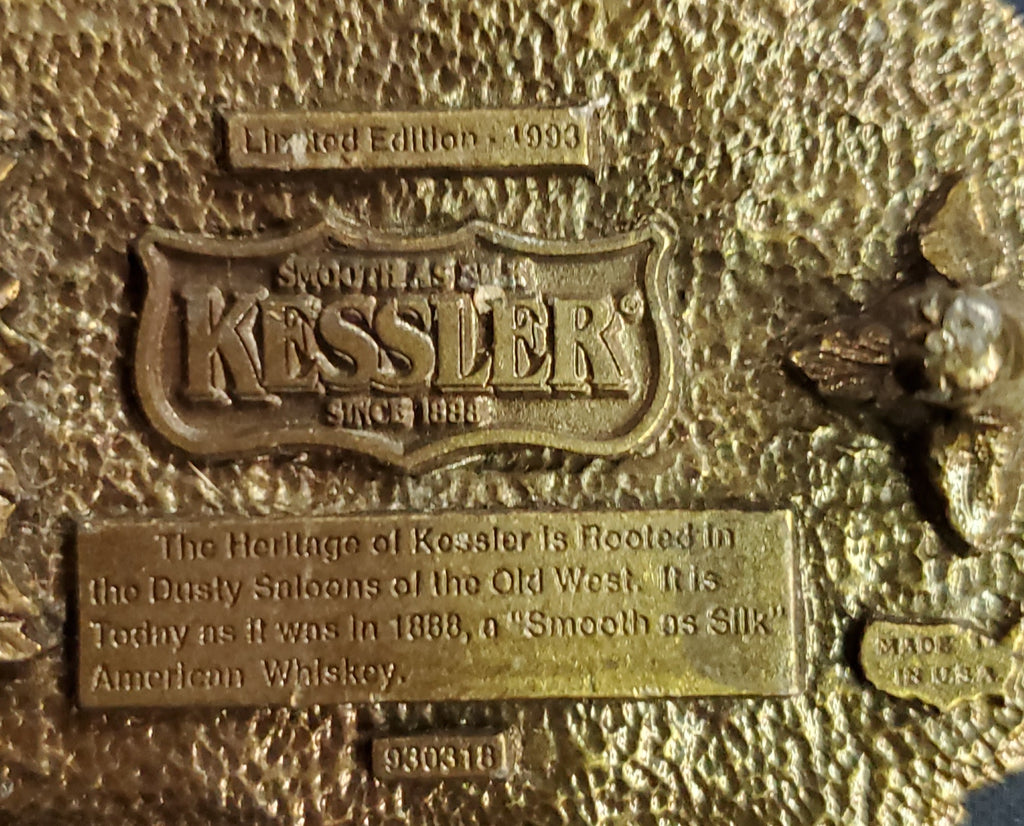 Limited Edition - 1993
SMOOTH AS SILK
KESSLER®
SINCE 1888
The Heritage of Kessler is Rooted in
the Dusty Saloons of the Old West. It is
Today as it was in 1888, a "Smooth as Silk"
American Whiskey.
MADE
IN U.S.A.
930318